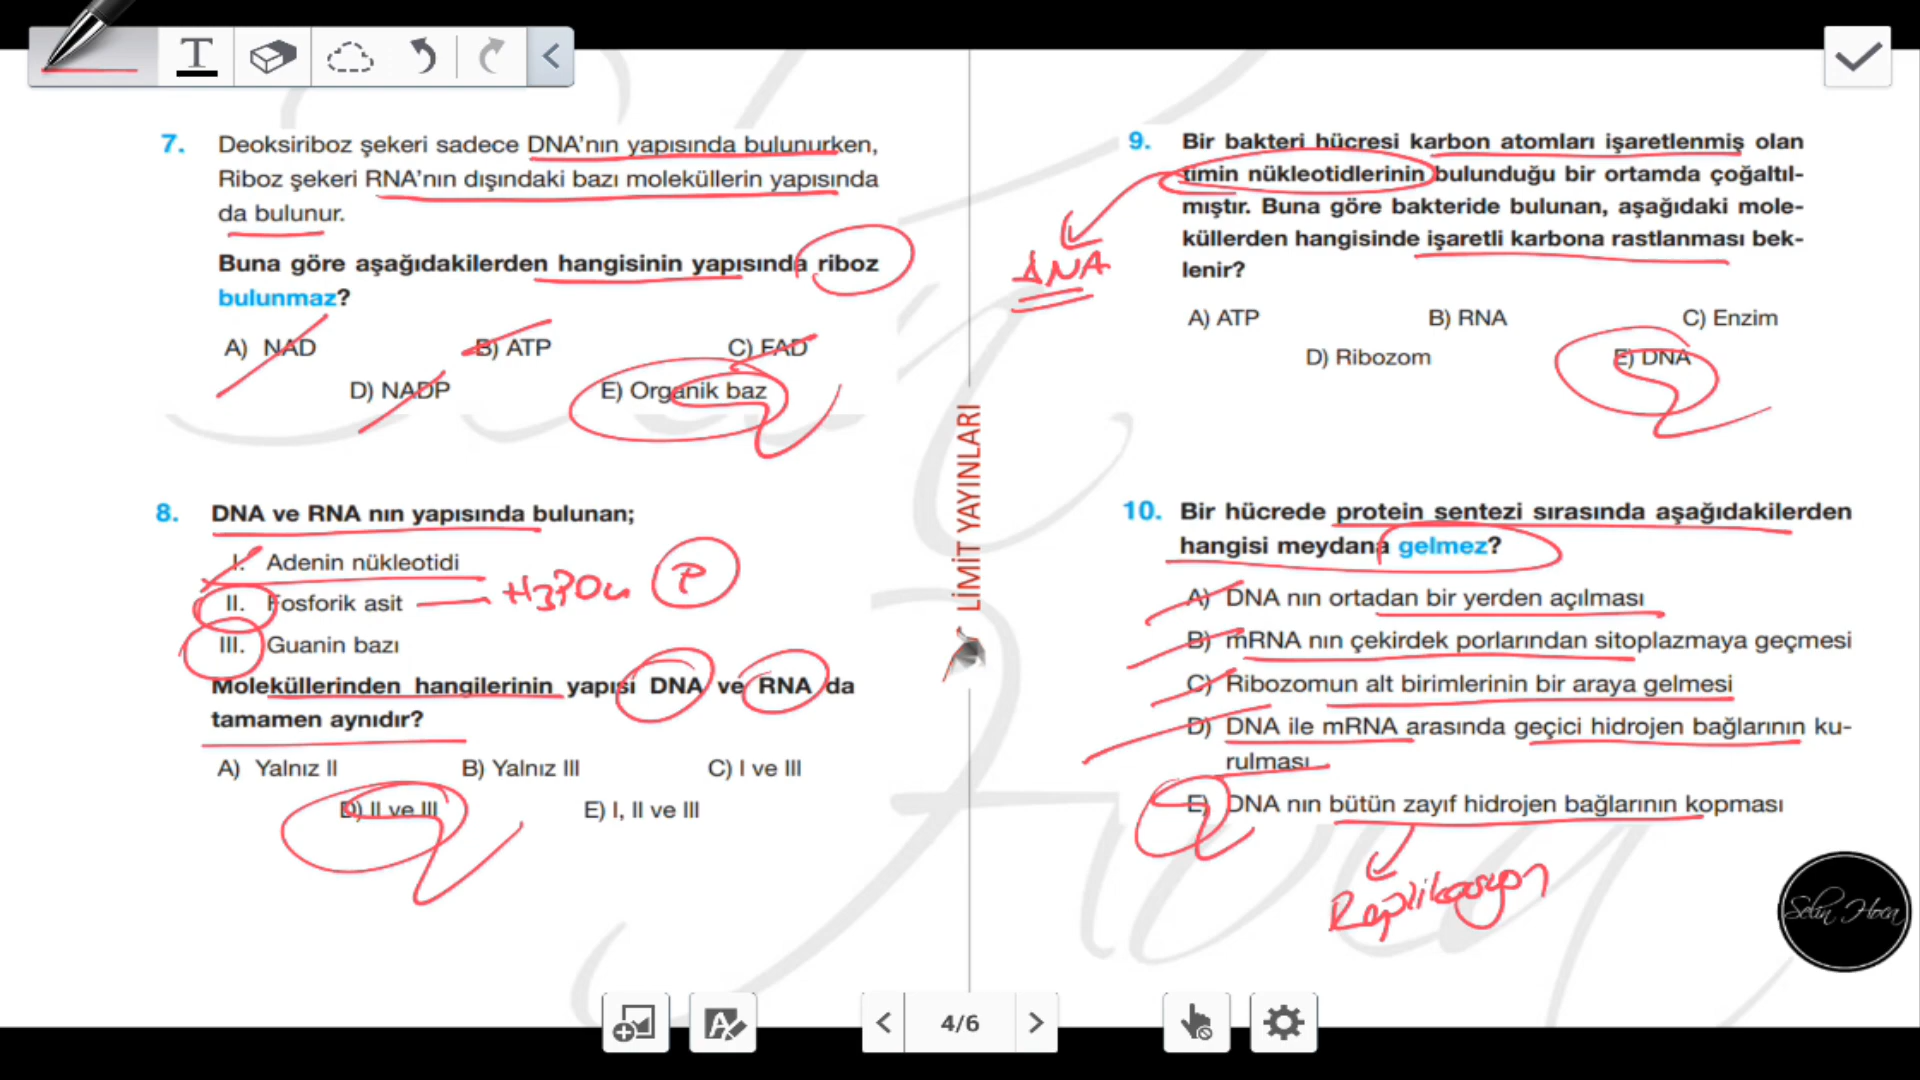 T
7. Deoksiriboz şekeri sadece DNA'nın yapısında bulunurken,
Riboz şekeri RNA'nın dışındaki bazı moleküllerin yapısında
da bulunur.
Buna göre aşağıdakilerden hangisinin yapısında riboz
bulunmaz?
A) NAD B) ATP C) FAD
D) NADP E) Organik baz
8. DNA ve RNA nın yapısında bulunan;
I. Adenin nükleotidi
II. Fosforik asit H3PO4 P
III. Guanin bazı
Moleküllerinden hangilerinin yapısı DNA ve RNA da
tamamen aynıdır?
A) Yalnız II B) Yalnız III C) I ve III
D) II ve III E) I, II ve III
LİMİT YAYINLARI
9. Bir bakteri hücresi karbon atomları işaretlenmiş olan
timin nükleotidlerinin bulunduğu bir ortamda çoğaltıl-
mıştır. Buna göre bakteride bulunan, aşağıdaki mole-
küllerden hangisinde işaretli karbona rastlanması bek-
lenir?
DNA
A) ATP B) RNA C) Enzim
D) Ribozom E) DNA
10. Bir hücrede protein sentezi sırasında aşağıdakilerden
hangisi meydana gelmez?
A) DNA nın ortadan bir yerden açılması
B) mRNA nın çekirdek porlarından sitoplazmaya geçmesi
C) Ribozomun alt birimlerinin bir araya gelmesi
D) DNA ile mRNA arasında geçici hidrojen bağlarının ku-
rulması
E) DNA nın bütün zayıf hidrojen bağlarının kopması
Replikasyon
Selin Hoca
4/6